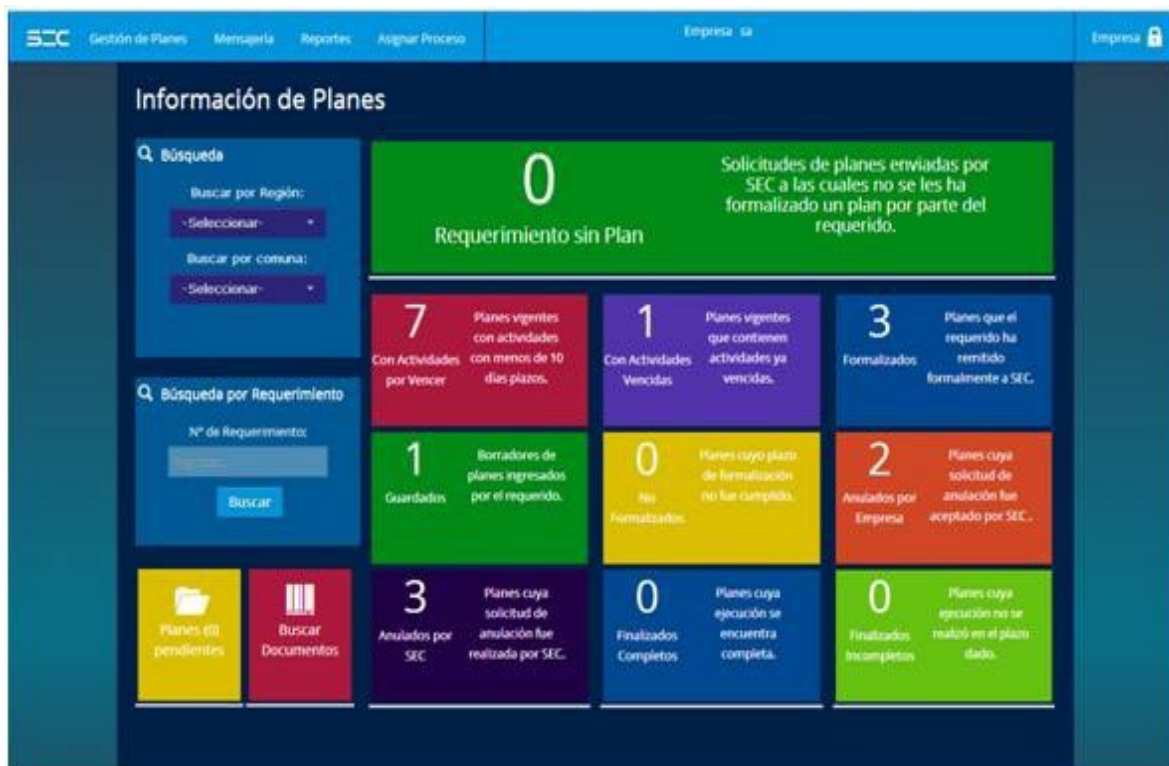 SEC
Gestión de Planes
Mensajería
Reportes
Asignar Proceso
Empresa sa
Empresa
Información de Planes
Búsqueda
Buscar por Región:
-Seleccionar-
Buscar por comuna:
-Seleccionar-
Búsqueda por Requerimiento
N° de Requerimiento:
Buscar
Planes (0)
pendientes
Buscar
Documentos
0
Requerimiento sin Plan
Solicitudes de planes enviadas por
SEC a las cuales no se les ha
formalizado un plan por parte del
requerido.
7
Con Actividades
por Vencer
Planes vigentes
con actividades
con menos de 10
días plazos.
1
Con Actividades
Vencidas
Planes vigentes
que contienen
actividades ya
vencidas.
3
Formalizados
Planes que el
requerido ha
remitido
formalmente a SEC.
1
Guardados
Borradores de
planes ingresados
por el requerido.
0
No
Formalizados
Planes cuyo plazo
de formalización
no fue cumplido.
2
Anulados por
Empresa
Planes cuya
solicitud de
anulación fue
aceptado por SEC .
3
Anulados por
SEC
Planes cuya
solicitud de
anulación fue
realizada por SEC.
0
Finalizados
Completos
Planes cuya
ejecución se
encuentra
completa.
0
Finalizados
Incompletos
Planes cuya
ejecución no se
realizó en el plazo
dado.